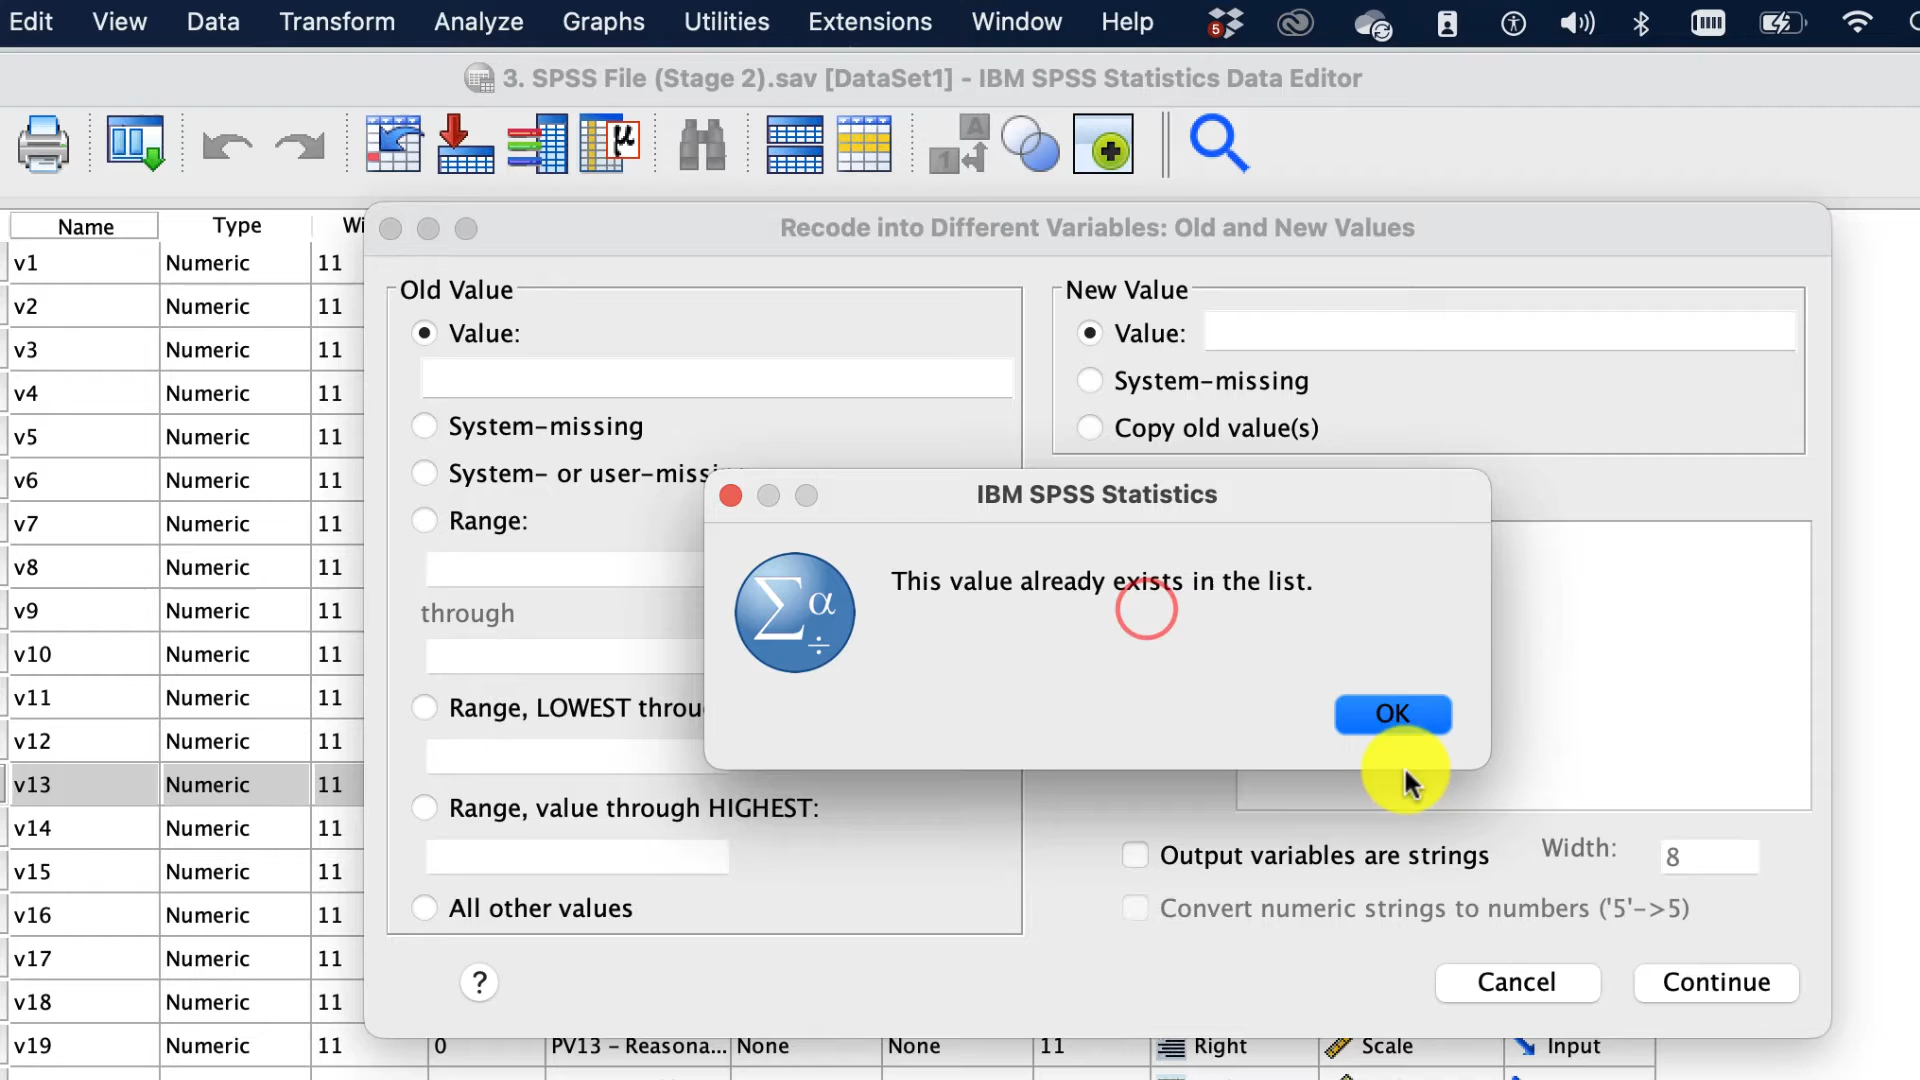 Edit View Data Transform Analyze Graphs Utilities Extensions Window Help 5
3. SPSS File (Stage 2).sav [DataSet1] - IBM SPSS Statistics Data Editor
μ A 1
Name Type
Recode into Different Variables: Old and New Values
v1 Numeric 11
v2 Numeric 11
v3 Numeric 11
v4 Numeric 11
v5 Numeric 11
v6 Numeric 11
v7 Numeric 11
v8 Numeric 11
v9 Numeric 11
v10 Numeric 11
v11 Numeric 11
v12 Numeric 11
v13 Numeric 11
v14 Numeric 11
v15 Numeric 11
v16 Numeric 11
v17 Numeric 11
v18 Numeric 11
v19 Numeric 11 0 PV13 - Reasona... None None 11 Right Scale Input
Old Value
Value:
System-missing
System- or user-missing
Range:
through
Range, LOWEST
Range, value through HIGHEST:
All other values
New Value
Value:
System-missing
Copy old value(s)
IBM SPSS Statistics
Σ α ÷
This value already exists in the list.
OK
Output variables are strings Width: 8
Convert numeric strings to numbers ('5'->5)
? Cancel Continue